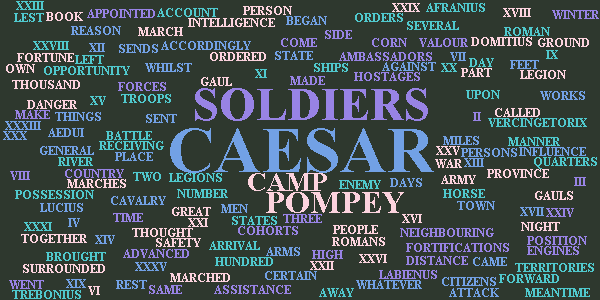 XXIII
LEST BOOK APPOINTED ACCOUNT PERSON XXIX AFRANIUS XVIII WINTER
REASON MARCH INTELLIGENCE BEGAN ORDERS SEVERAL ROMAN
XXVIII XII SENDS ACCORDINGLY COME SIDE CORN VALOUR DOMITIUS GROUND
FORTUNE LEFT ORDERED STATE AMBASSADORS VII DAY FEET IX
OWN OPPORTUNITY WHILST XI SHIPS AGAINST XX PART LEGION
THOUSAND FORCES GAUL MADE HOSTAGES
DANGER XV TROOPS SOLDIERS UPON WORKS
MAKE THINGS SENT II CALLED
XXXIII VERCINGETORIX
XXX AEDUI BATTLE CAESAR MILES MANNER
GENERAL RECEIVING XXV PERSONS INFLUENCE
RIVER PLACE WAR XIII QUARTERS
VIII COUNTRY TWO LEGIONS CAMP ENEMY DAYS ARMY PROVINCE III
MARCHES
POSSESSION CAVALRY NUMBER POMPEY HORSE GAULS
LUCIUS GREAT MEN TOWN XVII XXIV
XXXI IV TIME XXI STATES THREE XVI NIGHT
TOGETHER XIV THOUGHT COHORTS PEOPLE NEIGHBOURING POSITION
SAFETY ARRIVAL ROMANS FORTIFICATIONS ENGINES
BROUGHT ADVANCED ARMS HIGH XXVI DISTANCE CAME
SURROUNDED XXXV HUNDRED XXII TERRITORIES
WENT XIX MARCHED CERTAIN LABIENUS CITIZENS FORWARD
TREBONIUS VI REST SAME ASSISTANCE AWAY WHATEVER ATTACK MEANTIME